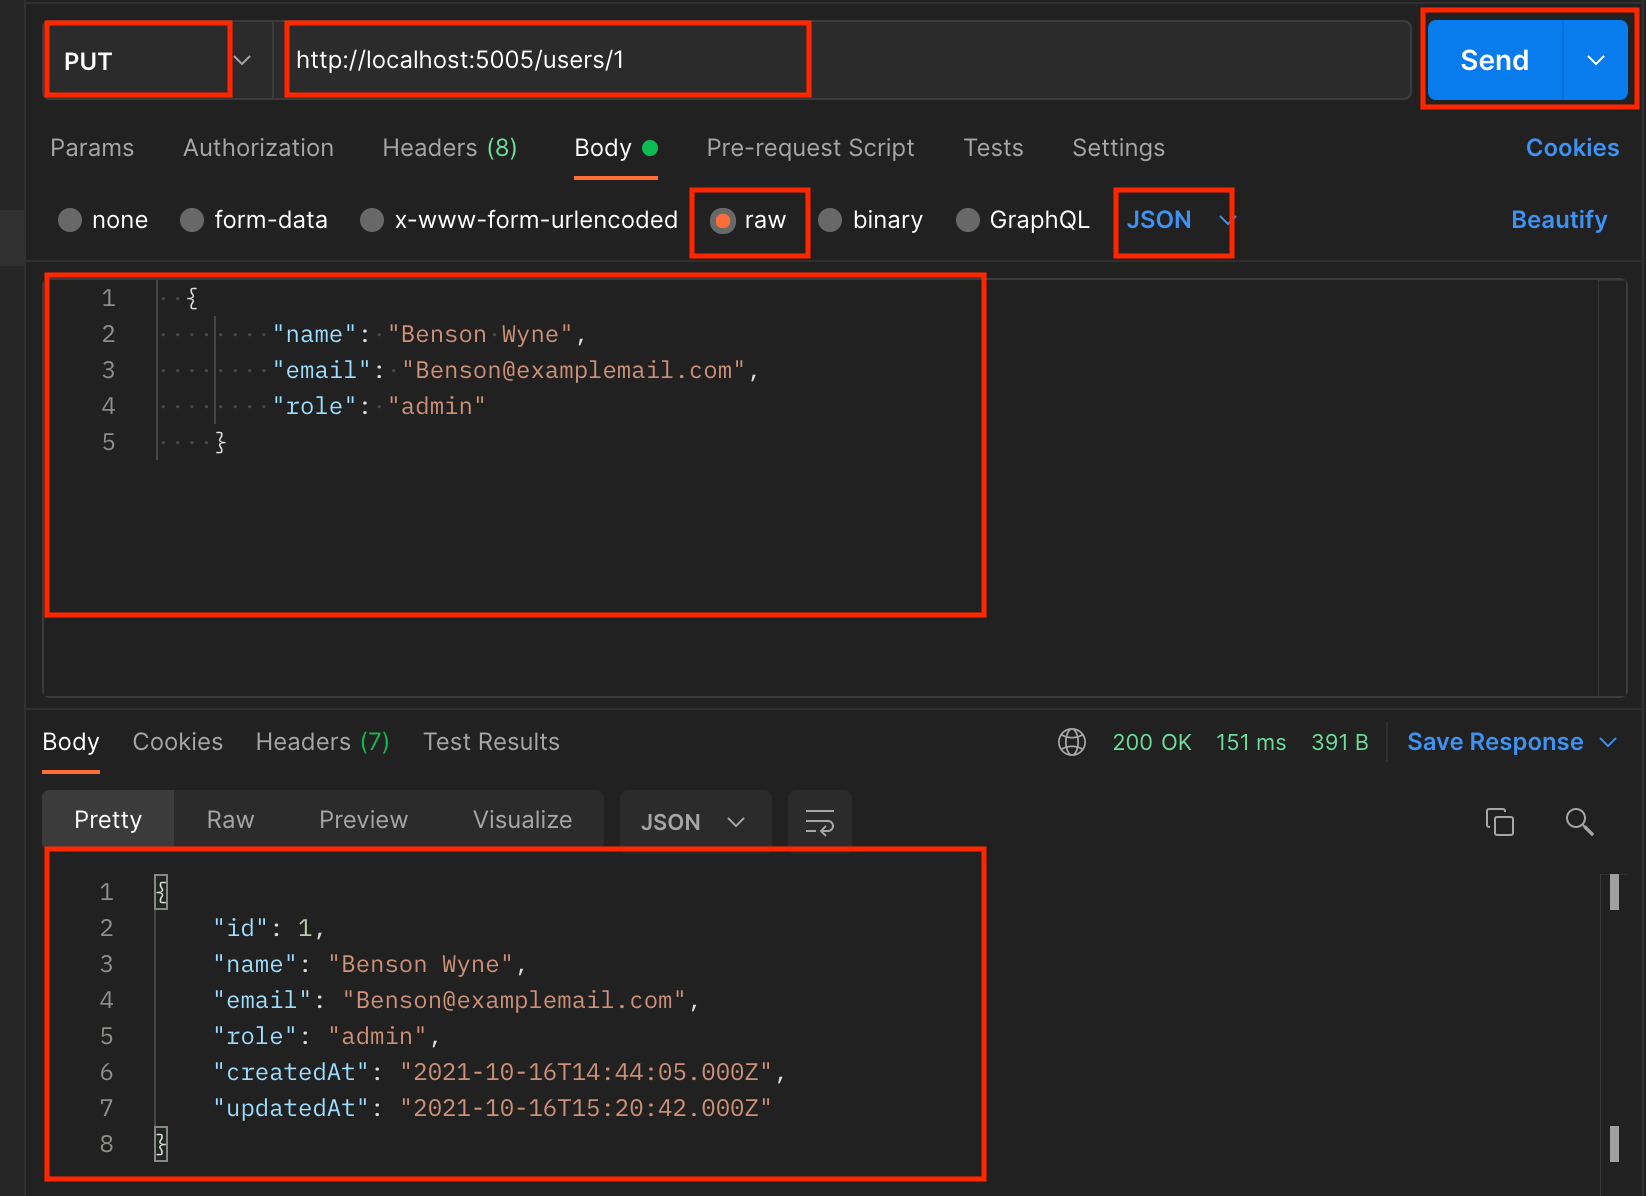 PUT http://localhost:5005/users/1 Send
Params Authorization Headers (8) Body Pre-request Script Tests Settings Cookies
none form-data x-www-form-urlencoded raw binary GraphQL JSON Beautify
1 {
2 "name": "Benson Wyne",
3 "email": "Benson@examplemail.com",
4 "role": "admin"
5 }
Body Cookies Headers (7) Test Results 200 OK 151 ms 391 B Save Response
Pretty Raw Preview Visualize JSON
1 {
2 "id": 1,
3 "name": "Benson Wyne",
4 "email": "Benson@examplemail.com",
5 "role": "admin",
6 "createdAt": "2021-10-16T14:44:05.000Z",
7 "updatedAt": "2021-10-16T15:20:42.000Z"
8 }